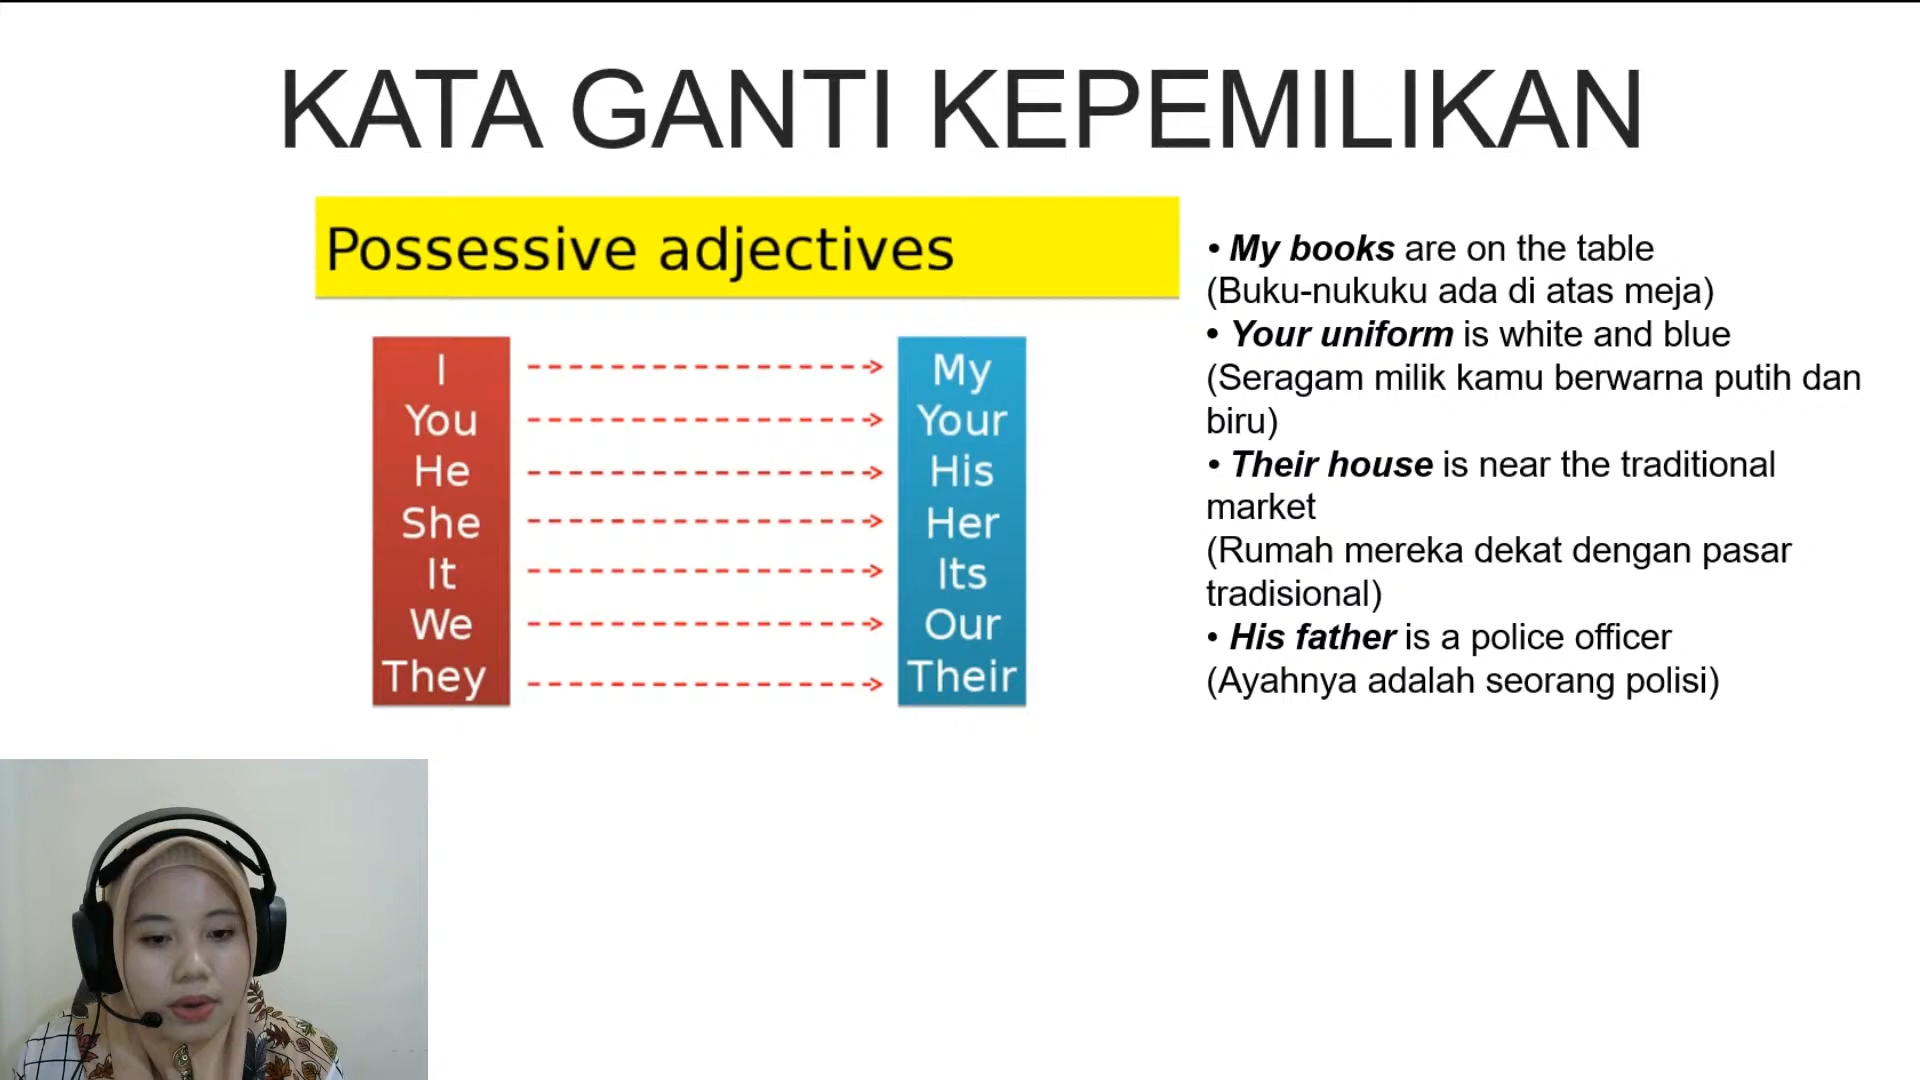 KATA GANTI KEPEMILIKAN
Possessive adjectives
I
You
He
She
It
We
They
My
Your
His
Her
Its
Our
Their
• My books are on the table
(Buku-nukuku ada di atas meja)
• Your uniform is white and blue
(Seragam milik kamu berwarna putih dan
biru)
• Their house is near the traditional
market
(Rumah mereka dekat dengan pasar
tradisional)
• His father is a police officer
(Ayahnya adalah seorang polisi)